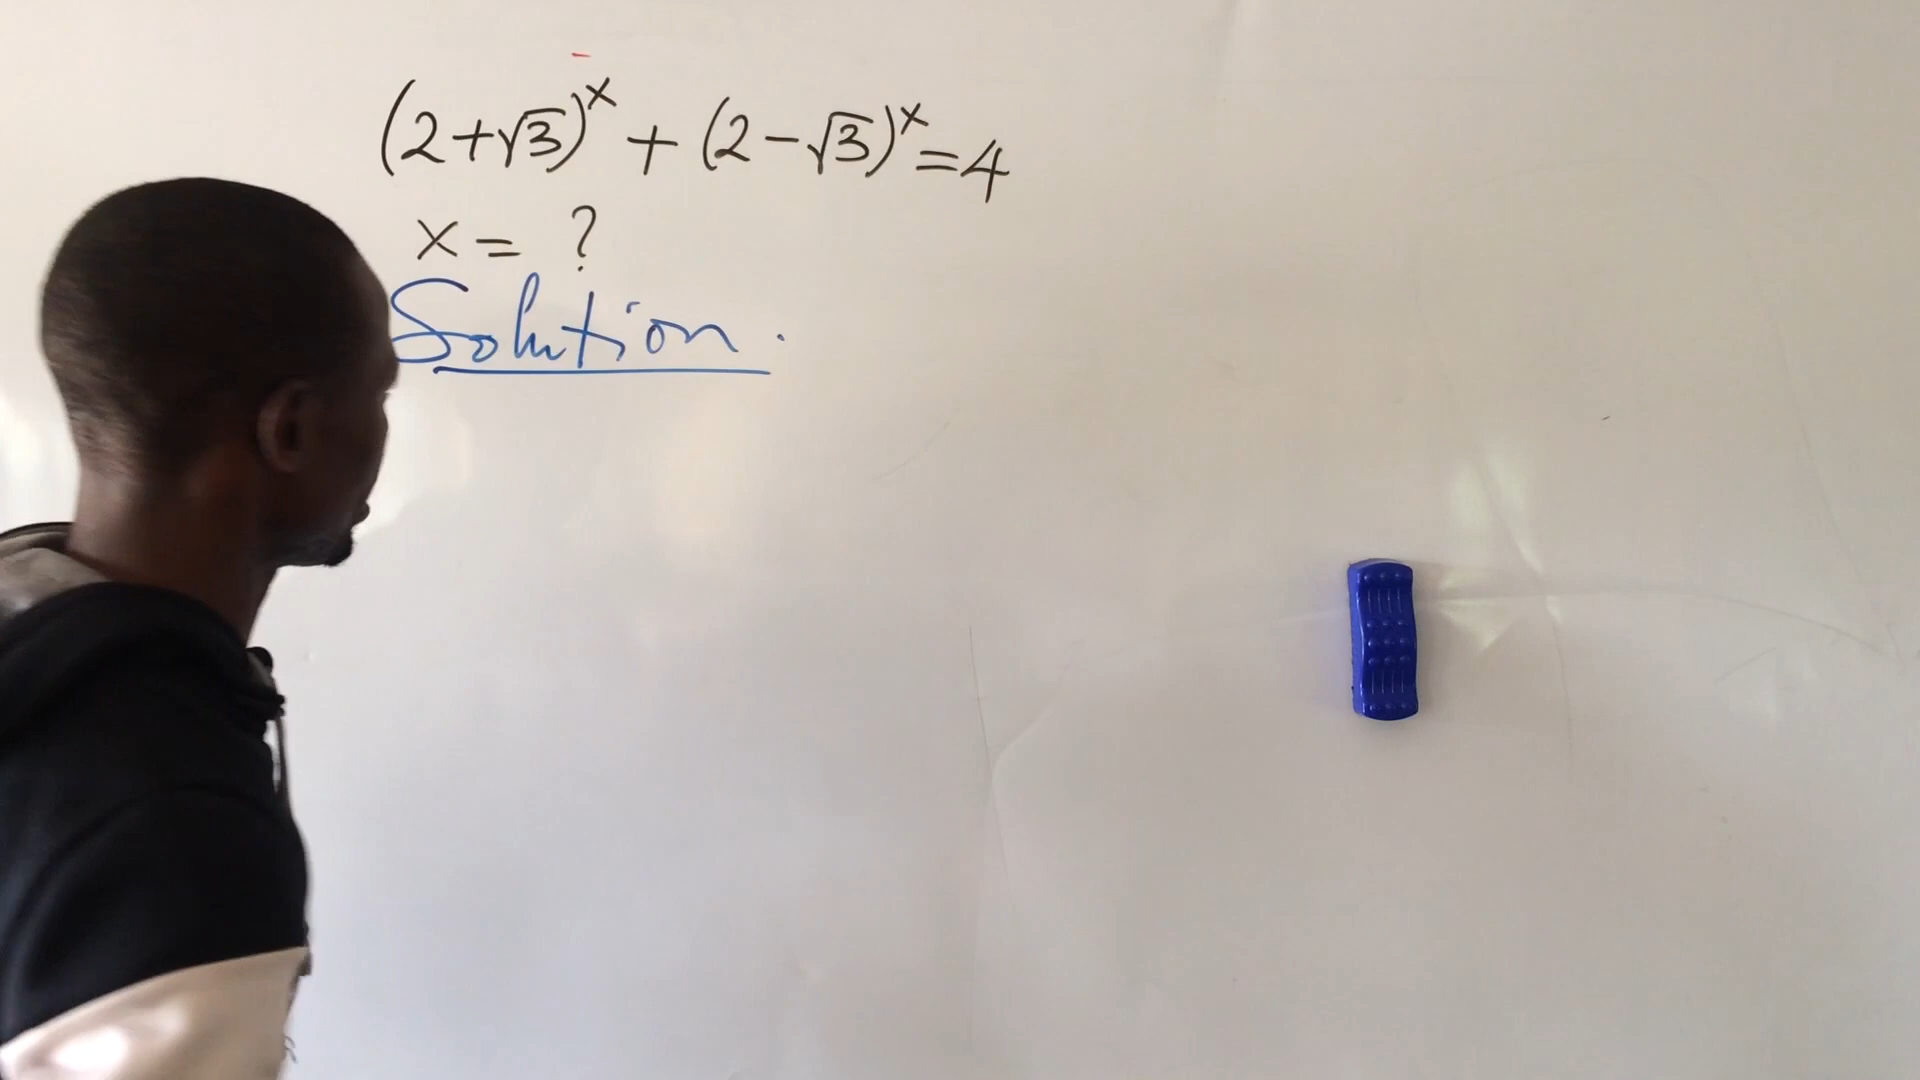 (2+√3)^x + (2-√3)^x = 4
x = ?
Solution.